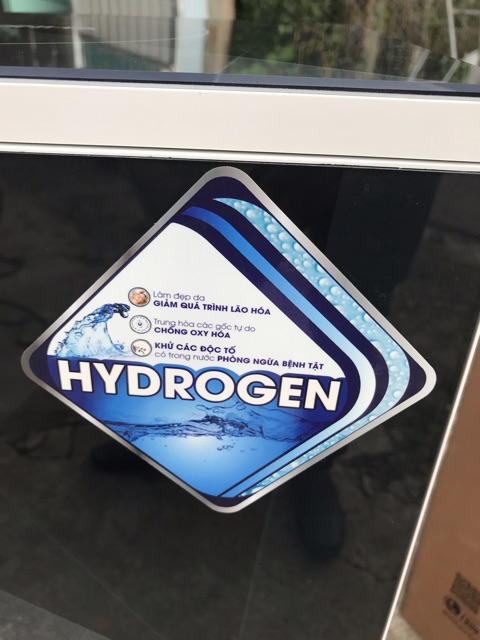 Làm đẹp da
GIẢM QUÁ TRÌNH LÃO HÓA
Trung hòa các gốc tự do
CHỐNG OXY HÓA
KHỬ CÁC ĐỘC TỐ
có trong nước PHÒNG NGỪA BỆNH TẬT
HYDROGEN